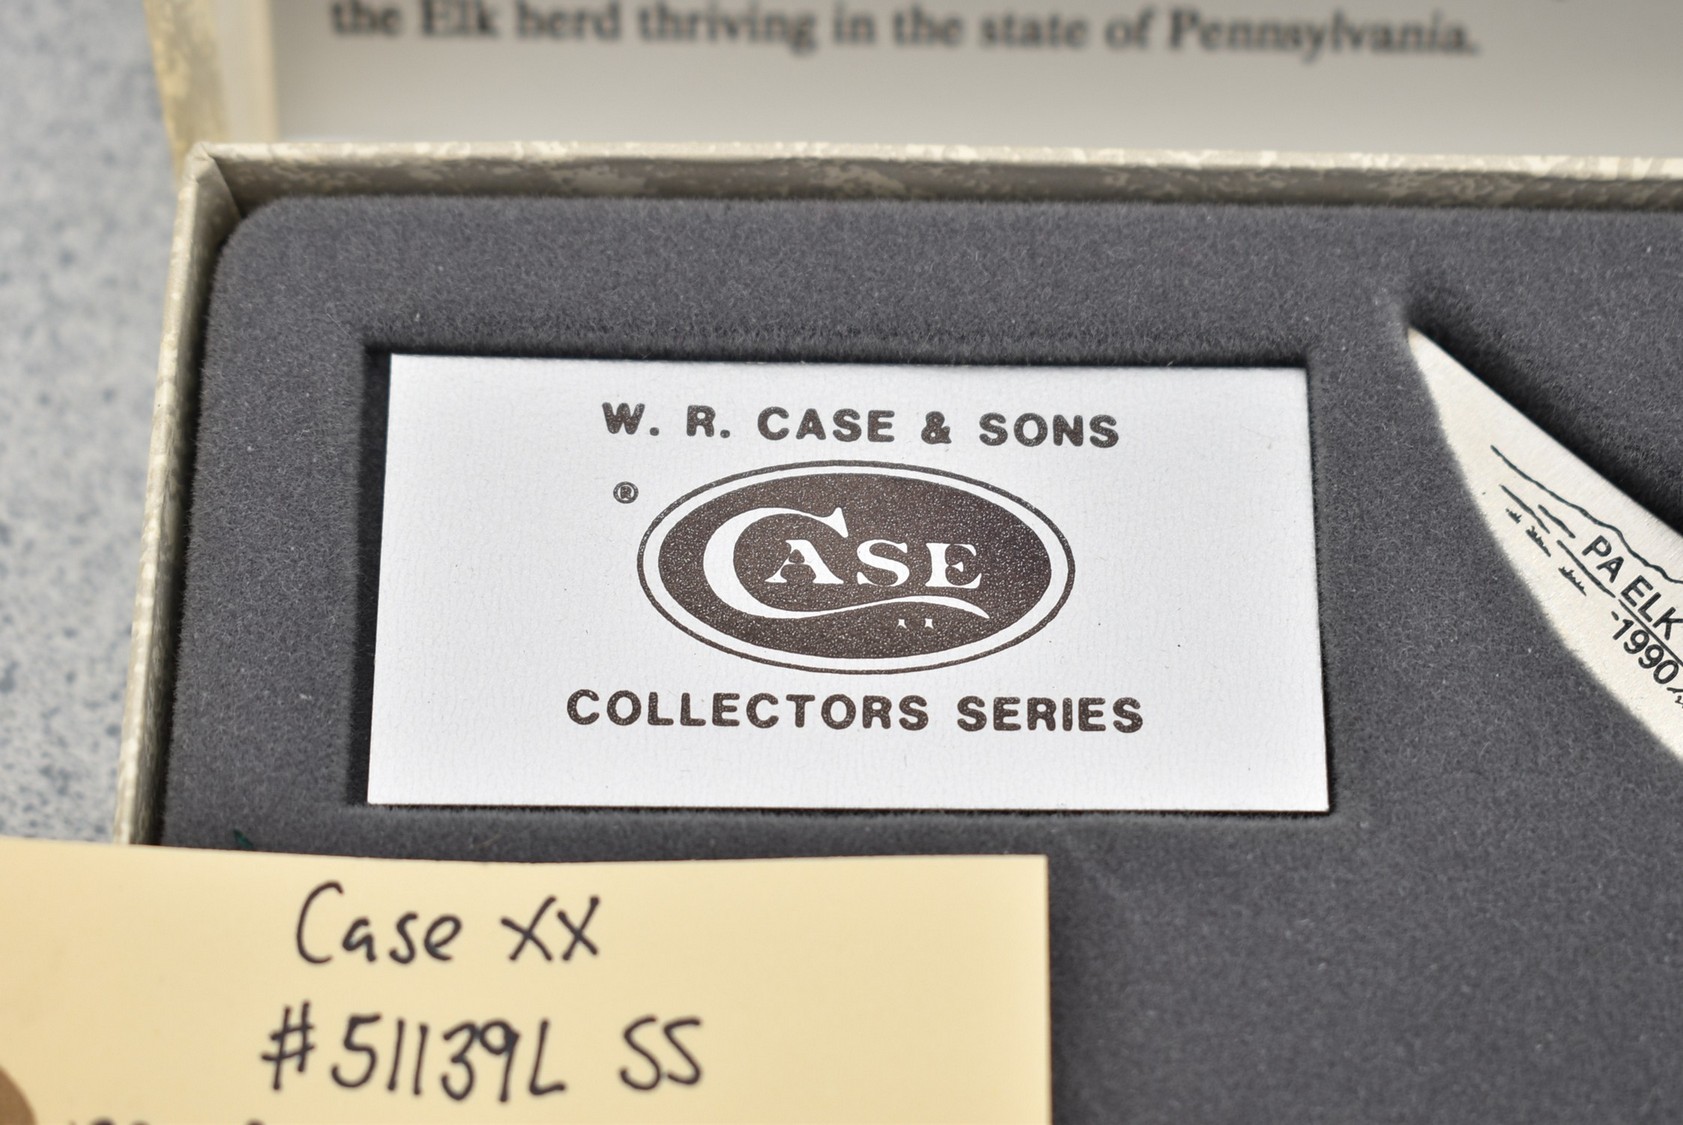 the Elk herd thriving in the state of Pennsylvania.
W. R. CASE & SONS
®
CASE
COLLECTORS SERIES
PA ELK
-1990
Case XX
#51139L SS